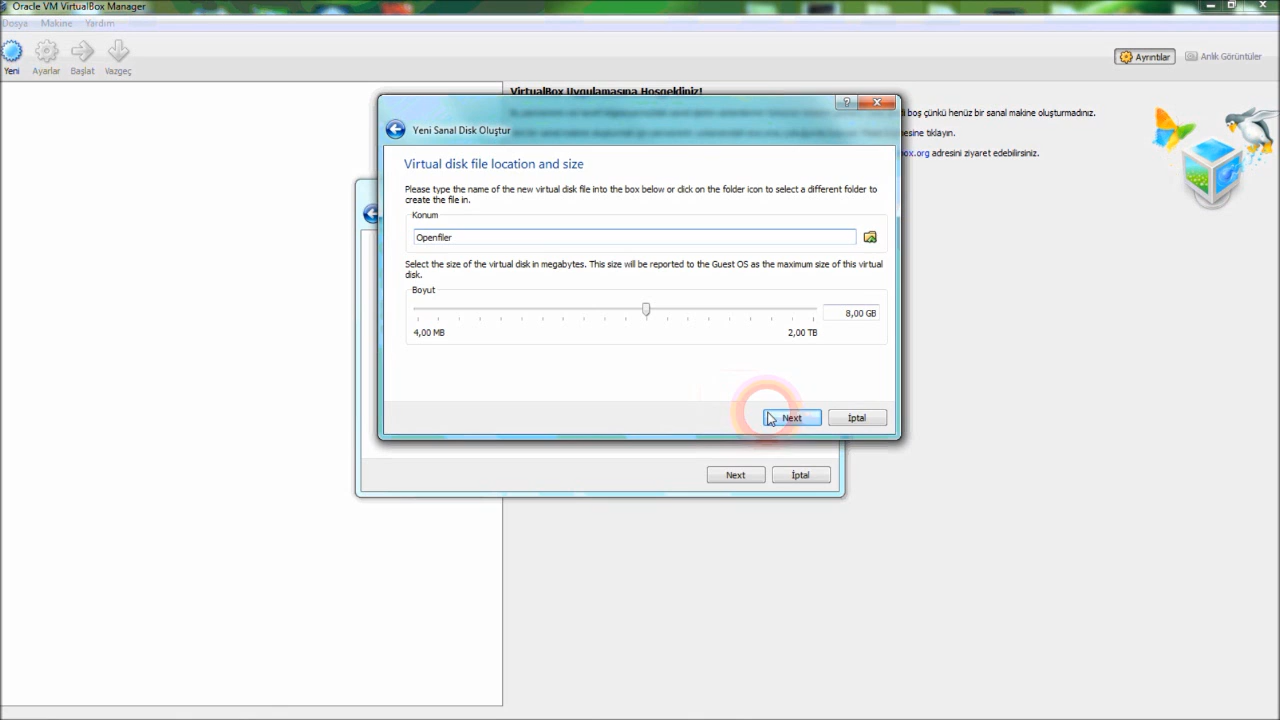 Oracle VM VirtualBox Manager
Dosya Makine Yardım
Yeni Ayarlar Başlat Vazgeç
Ayrıntılar Anlık Görüntüler
VirtualBox Uygulamasına Hoşgeldiniz!
boş çünkü henüz bir sanal makine oluşturmadınız.
esine tıklayın.
box.org adresini ziyaret edebilirsiniz.
Yeni Sanal Disk Oluştur
Virtual disk file location and size
Please type the name of the new virtual disk file into the box below or click on the folder icon to select a different folder to
create the file in.
Konum
Openfiler
Select the size of the virtual disk in megabytes. This size will be reported to the Guest OS as the maximum size of this virtual
disk.
Boyut
8,00 GB
4,00 MB 2,00 TB
Next İptal
Next İptal